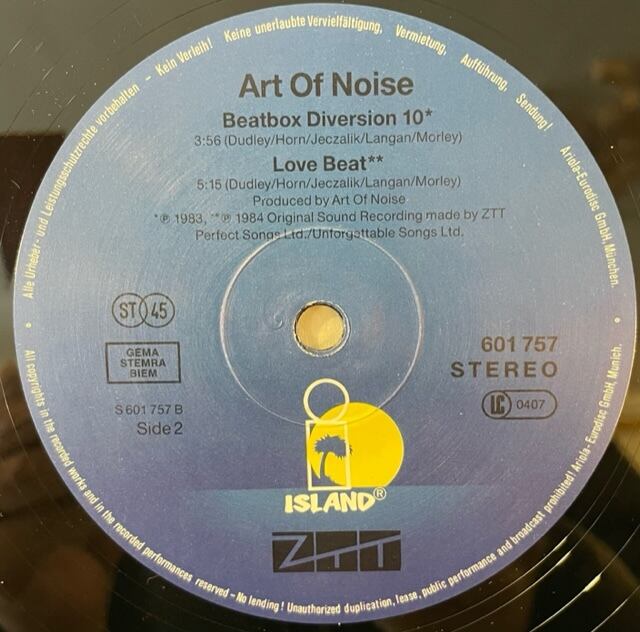 Alle Urheber- und Leistungsschutzrechte vorbehalten – Kein Verleih! Keine unerlaubte Vervielfältigung, Vermietung, Aufführung, Sendung! Ariola-Eurodisc GmbH, München.
Art Of Noise
Beatbox Diversion 10*
3:56 (Dudley/Horn/Jeczalik/Langan/Morley)
Love Beat**
5:15 (Dudley/Horn/Jeczalik/Langan/Morley)
Produced by Art Of Noise
*℗ 1983, **℗ 1984 Original Sound Recording made by ZTT
Perfect Songs Ltd./Unforgettable Songs Ltd.
ST 45
GEMA
STEMRA
BIEM
S 601 757 B
Side 2
601 757
STEREO
LC 0407
ISLAND®
ZTT
All copyrights in the recorded works and in the recorded performances reserved – No lending! Unauthorized duplication, lease, public performance and broadcast prohibited! Ariola-Eurodisc GmbH, Munich.